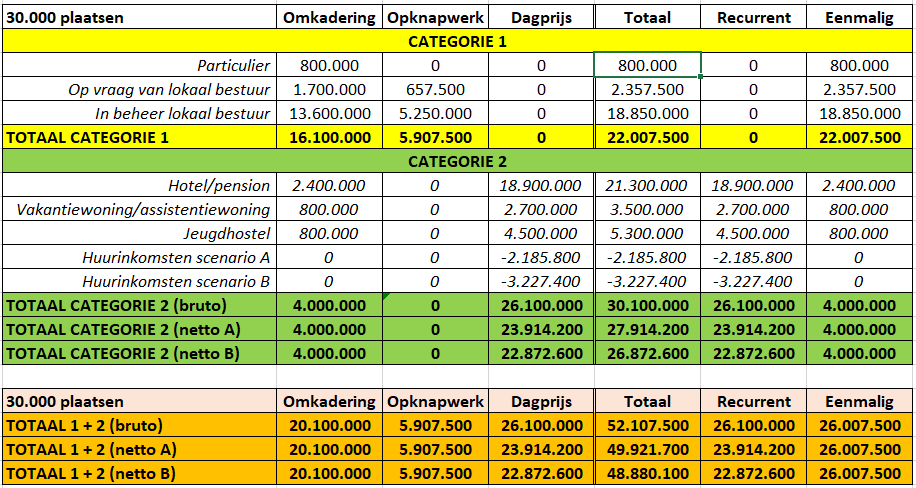 30.000 plaatsen Omkadering Opknapwerk Dagprijs Totaal Recurrent Eenmalig
CATEGORIE 1
Particulier 800.000 0 0 800.000 0 800.000
Op vraag van lokaal bestuur 1.700.000 657.500 0 2.357.500 0 2.357.500
In beheer lokaal bestuur 13.600.000 5.250.000 0 18.850.000 0 18.850.000
TOTAAL CATEGORIE 1 16.100.000 5.907.500 0 22.007.500 0 22.007.500
CATEGORIE 2
Hotel/pension 2.400.000 0 18.900.000 21.300.000 18.900.000 2.400.000
Vakantiewoning/assistentiewoning 800.000 0 2.700.000 3.500.000 2.700.000 800.000
Jeugdhostel 800.000 0 4.500.000 5.300.000 4.500.000 800.000
Huurinkomsten scenario A 0 0 -2.185.800 -2.185.800 -2.185.800 0
Huurinkomsten scenario B 0 0 -3.227.400 -3.227.400 -3.227.400 0
TOTAAL CATEGORIE 2 (bruto) 4.000.000 0 26.100.000 30.100.000 26.100.000 4.000.000
TOTAAL CATEGORIE 2 (netto A) 4.000.000 0 23.914.200 27.914.200 23.914.200 4.000.000
TOTAAL CATEGORIE 2 (netto B) 4.000.000 0 22.872.600 26.872.600 22.872.600 4.000.000
30.000 plaatsen Omkadering Opknapwerk Dagprijs Totaal Recurrent Eenmalig
TOTAAL 1 + 2 (bruto) 20.100.000 5.907.500 26.100.000 52.107.500 26.100.000 26.007.500
TOTAAL 1 + 2 (netto A) 20.100.000 5.907.500 23.914.200 49.921.700 23.914.200 26.007.500
TOTAAL 1 + 2 (netto B) 20.100.000 5.907.500 22.872.600 48.880.100 22.872.600 26.007.500